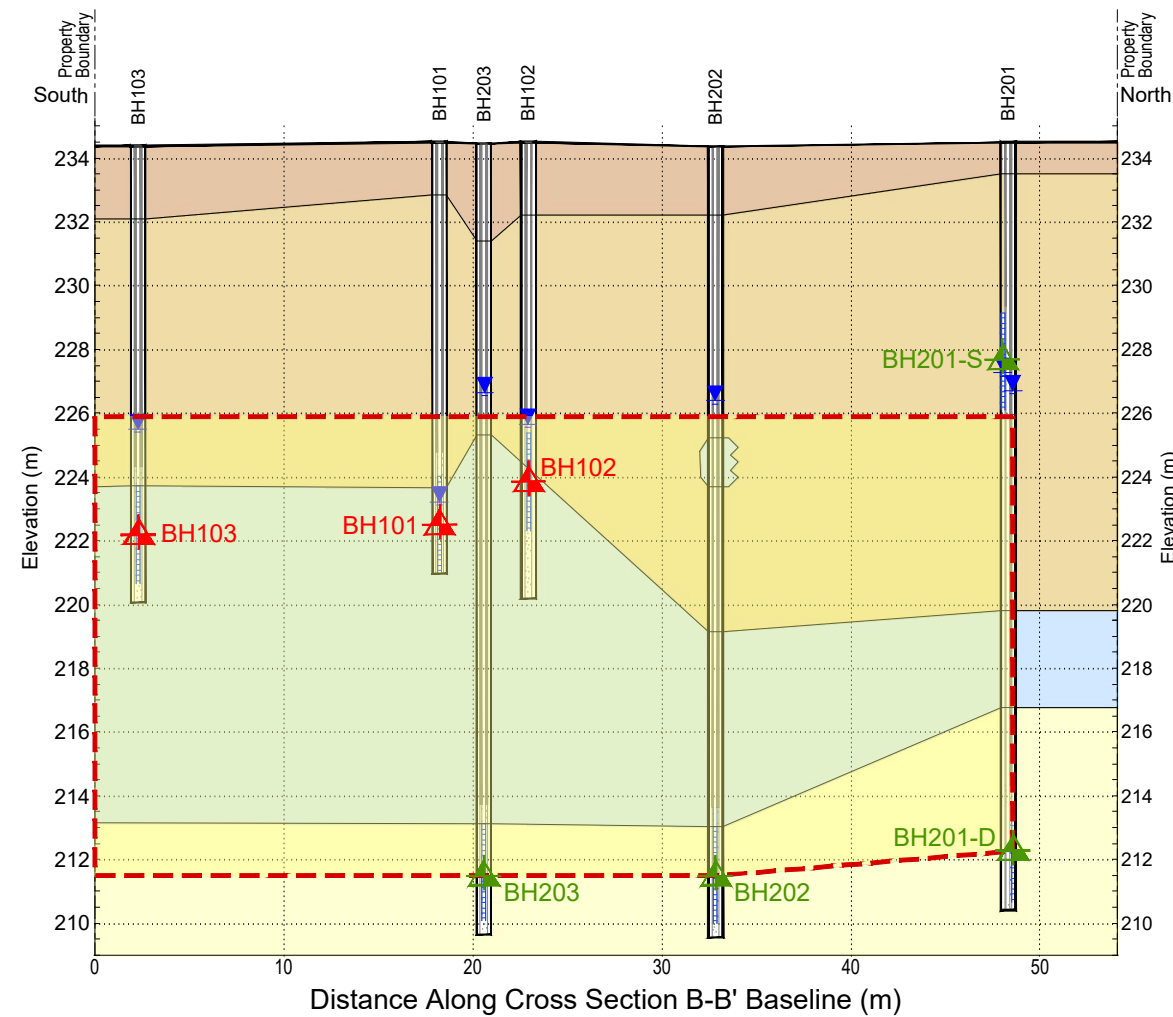 Property
Boundary
South
BH103
BH101
BH203
BH102
BH202
BH201
Property
Boundary
North
234
232
230
228
226
224
222
220
218
216
214
212
210
Elevation (m)
BH201-S
BH102
BH103
BH101
BH201-D
BH203
BH202
234
232
230
228
226
224
222
220
218
216
214
212
210
Elevation (m)
0
10
20
30
40
50
Distance Along Cross Section B-B' Baseline (m)